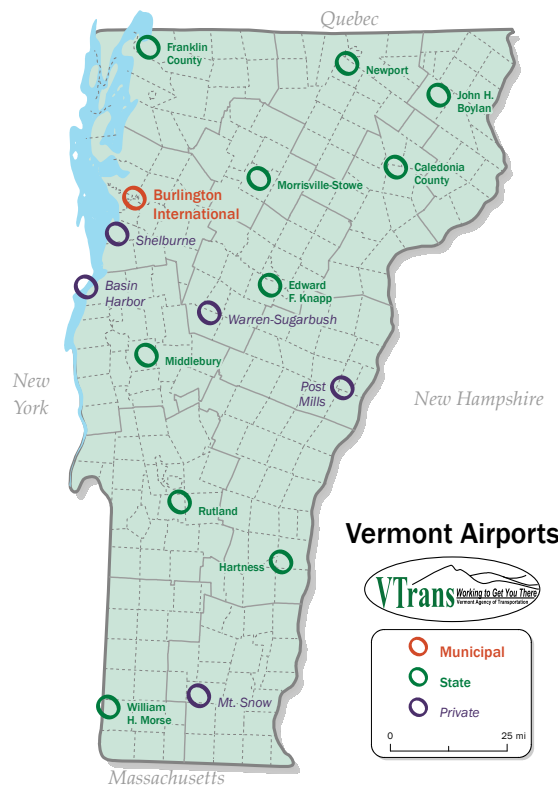 Quebec
Franklin
County
Newport
John H.
Boylan
Caledonia
County
Morrisville-Stowe
Burlington
International
Shelburne
Basin
Harbor
Edward
F. Knapp
Warren-Sugarbush
Middlebury
New
York
Post
Mills
New Hampshire
Rutland
Hartness
Vermont Airports
VTrans
Working to Get You There
Vermont Agency of Transportation
Municipal
State
Private
0
25 mi
William
H. Morse
Mt. Snow
Massachusetts